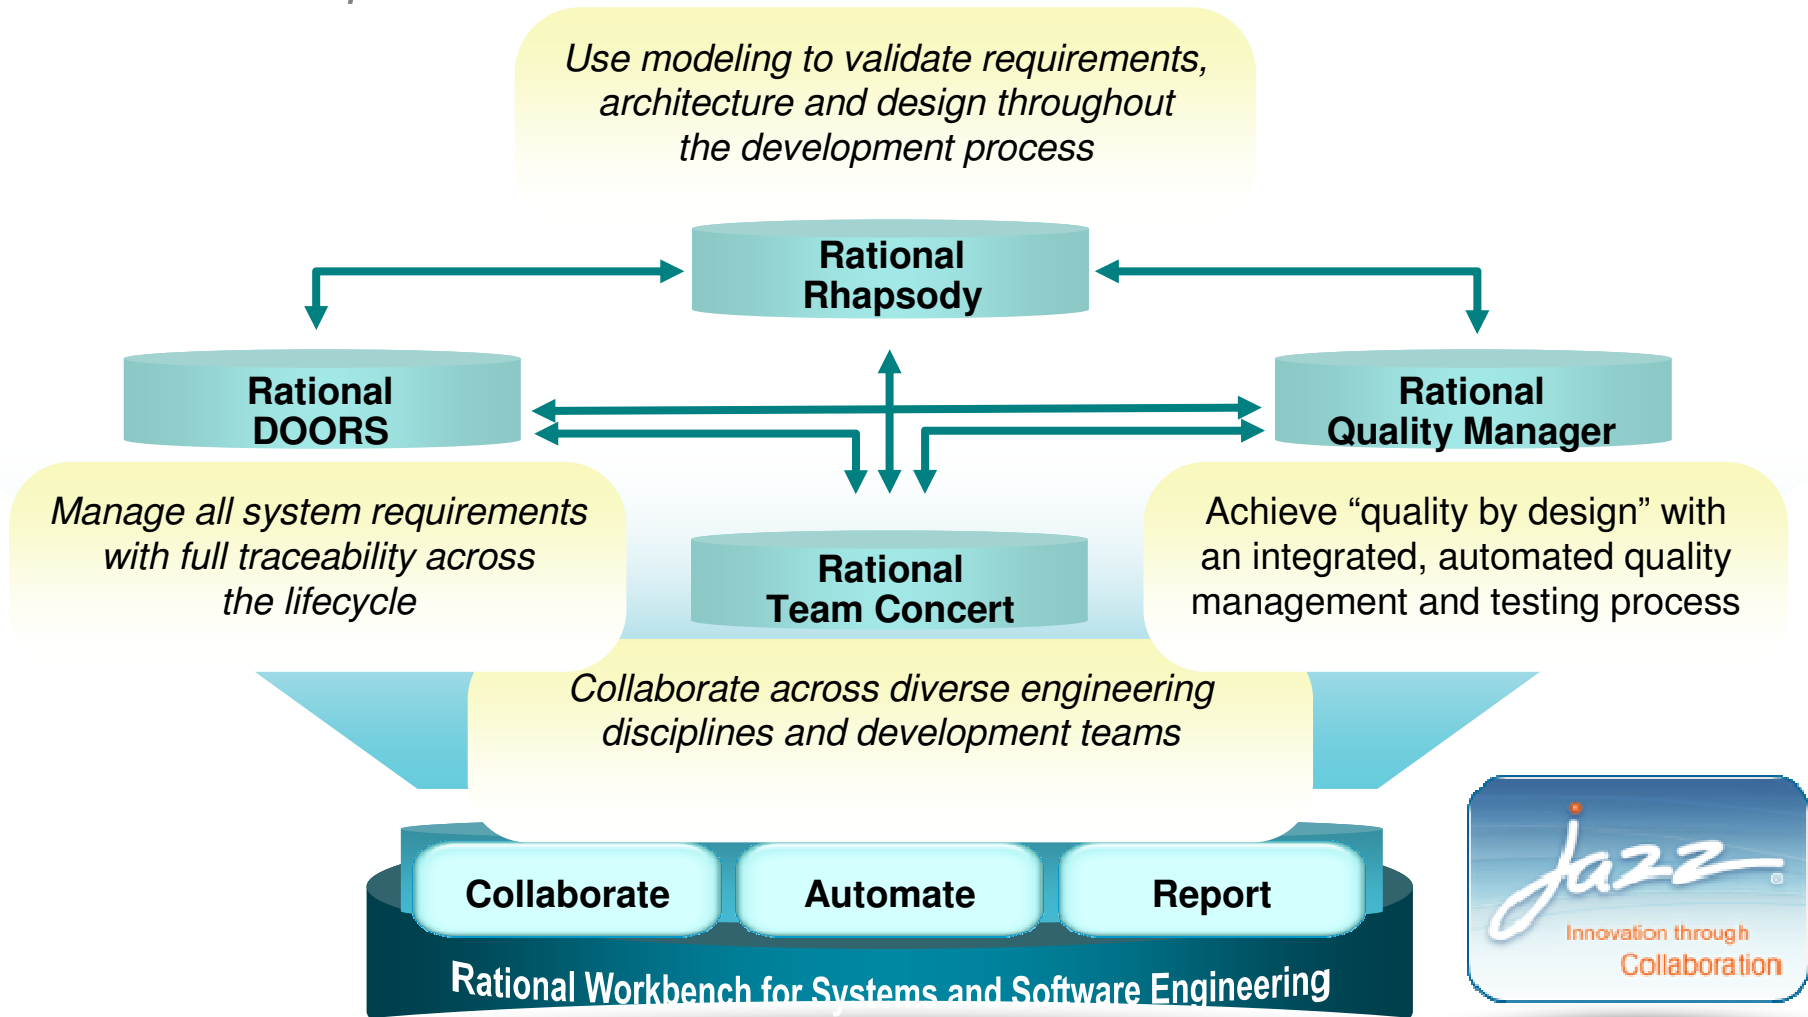 Use modeling to validate requirements,
architecture and design throughout
the development process
Rational
Rhapsody
Rational
DOORS
Rational
Quality Manager
Manage all system requirements
with full traceability across
the lifecycle
Rational
Team Concert
Achieve “quality by design” with
an integrated, automated quality
management and testing process
Collaborate across diverse engineering
disciplines and development teams
Collaborate
Automate
Report
Rational Workbench for Systems and Software Engineering
jazz
®
Innovation through
Collaboration